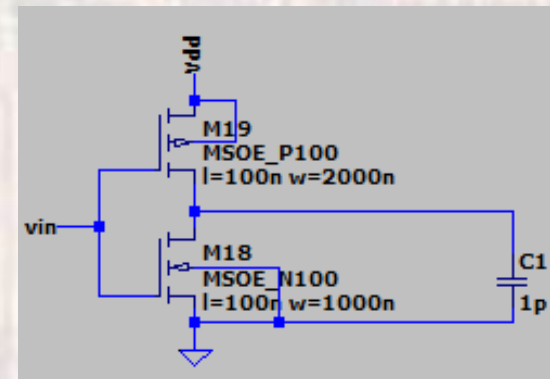 vdd
M19
MSOE_P100
l=100n w=2000n
vin
M18
MSOE_N100
l=100n w=1000n
C1
1p